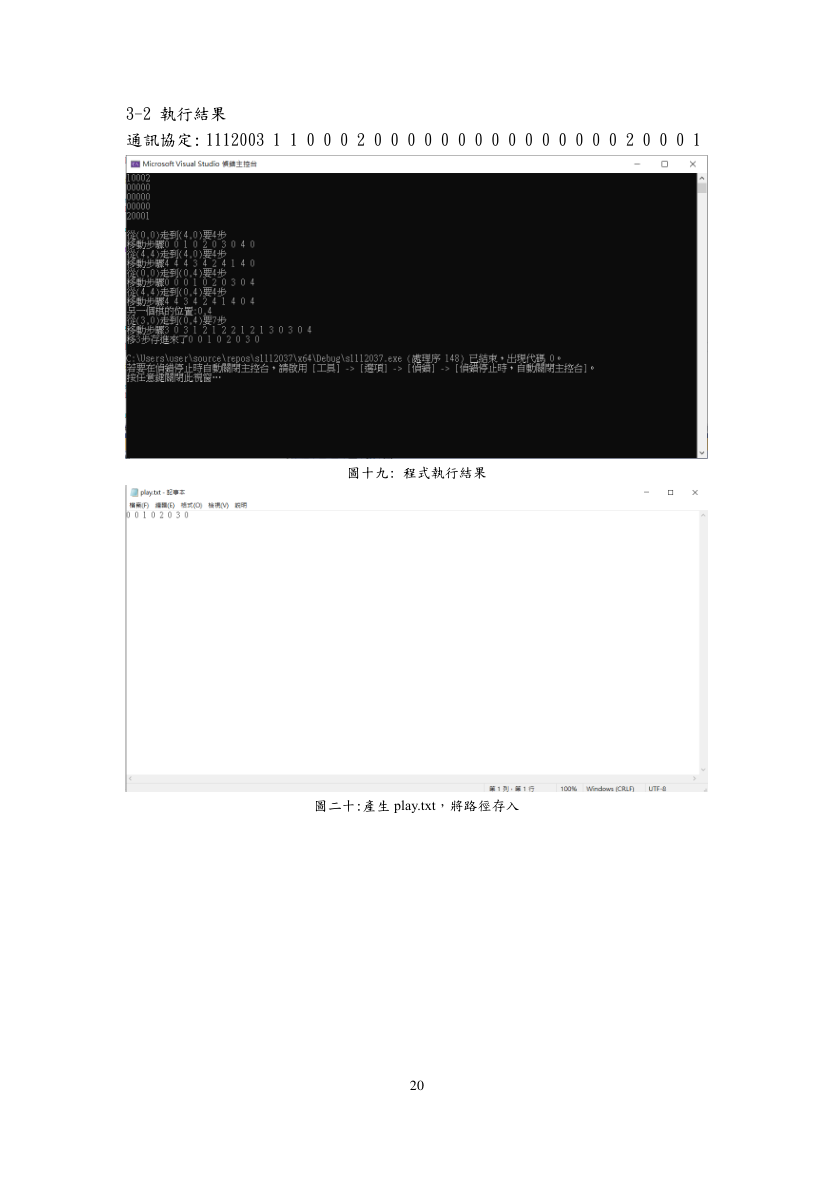 3-2 執行結果
通訊協定: 1112003 1 1 0 0 0 2 0 0 0 0 0 0 0 0 0 0 0 0 0 0 0 2 0 0 0 1
Microsoft Visual Studio 偵錯主控台
10002
00000
00000
00000
20001
從(0,0)走到(4,0)要4步
移動步驟0 0 1 0 2 0 3 0 4 0
從(4,4)走到(4,0)要4步
移動步驟4 4 4 3 4 2 4 1 4 0
從(0,0)走到(0,4)要4步
移動步驟0 0 0 1 0 2 0 3 0 4
從(4,4)走到(0,4)要4步
移動步驟4 4 3 4 2 4 1 4 0 4
另一個棋的位置:0,4
從(3,0)走到(0,4)要7步
移動步驟3 0 3 1 2 1 2 2 1 2 1 3 0 3 0 4
移3步存進來了0 0 1 0 2 0 3 0
C:\Users\user\source\repos\s1112037\x64\Debug\s1112037.exe (處理序 148) 已結束，出現代碼 0。
若要在偵錯停止時自動關閉主控台，請啟用 [工具] -> [選項] -> [偵錯] -> [偵錯停止時，自動關閉主控台]。
按任意鍵關閉此視窗…
圖十九: 程式執行結果
play.txt - 記事本
檔案(F) 編輯(E) 格式(O) 檢視(V) 說明
0 0 1 0 2 0 3 0
第 1 列，第 1 行 100% Windows (CRLF) UTF-8
圖二十:產生 play.txt，將路徑存入
20